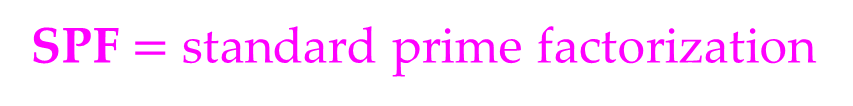 SPF = standard prime factorization